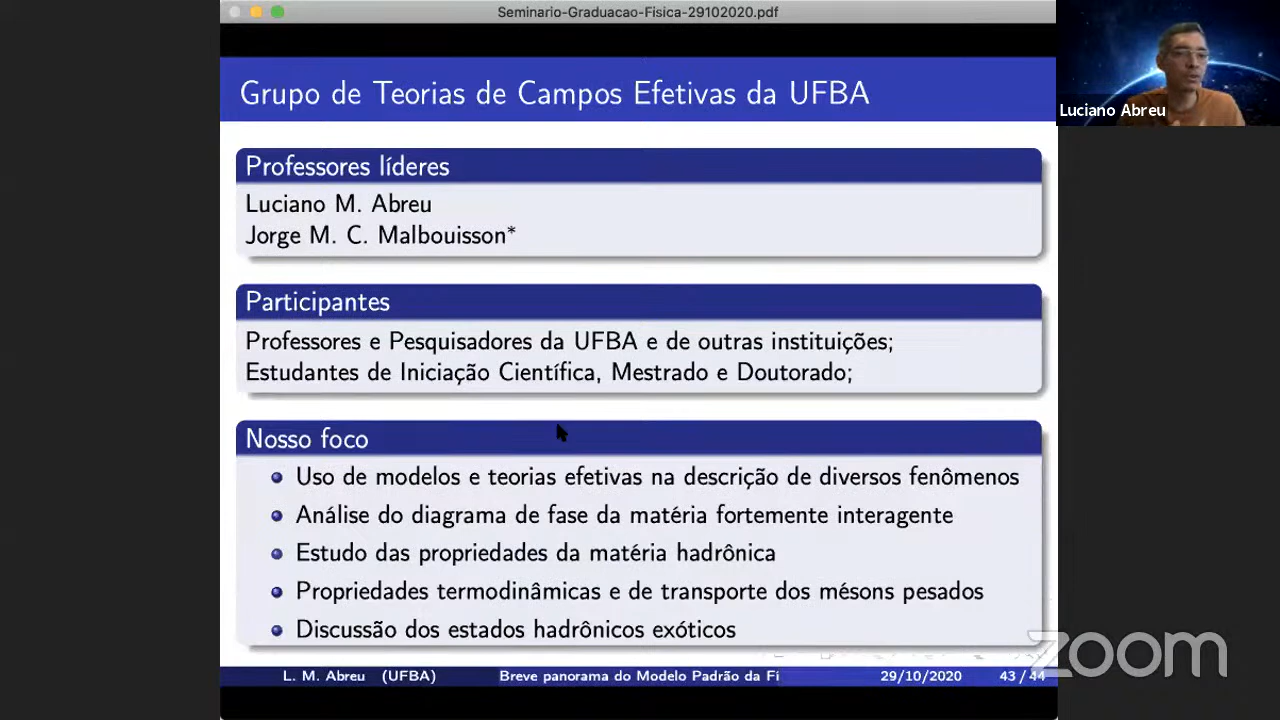 Seminario-Graduacao-Fisica-29102020.pdf
Grupo de Teorias de Campos Efetivas da UFBA
Luciano Abreu
Professores líderes
Luciano M. Abreu
Jorge M. C. Malbouisson*
Participantes
Professores e Pesquisadores da UFBA e de outras instituições;
Estudantes de Iniciação Científica, Mestrado e Doutorado;
Nosso foco
Uso de modelos e teorias efetivas na descrição de diversos fenômenos
Análise do diagrama de fase da matéria fortemente interagente
Estudo das propriedades da matéria hadrônica
Propriedades termodinâmicas e de transporte dos mésons pesados
Discussão dos estados hadrônicos exóticos
zoom
L. M. Abreu (UFBA) Breve panorama do Modelo Padrão da Fí 29/10/2020 43 / 44